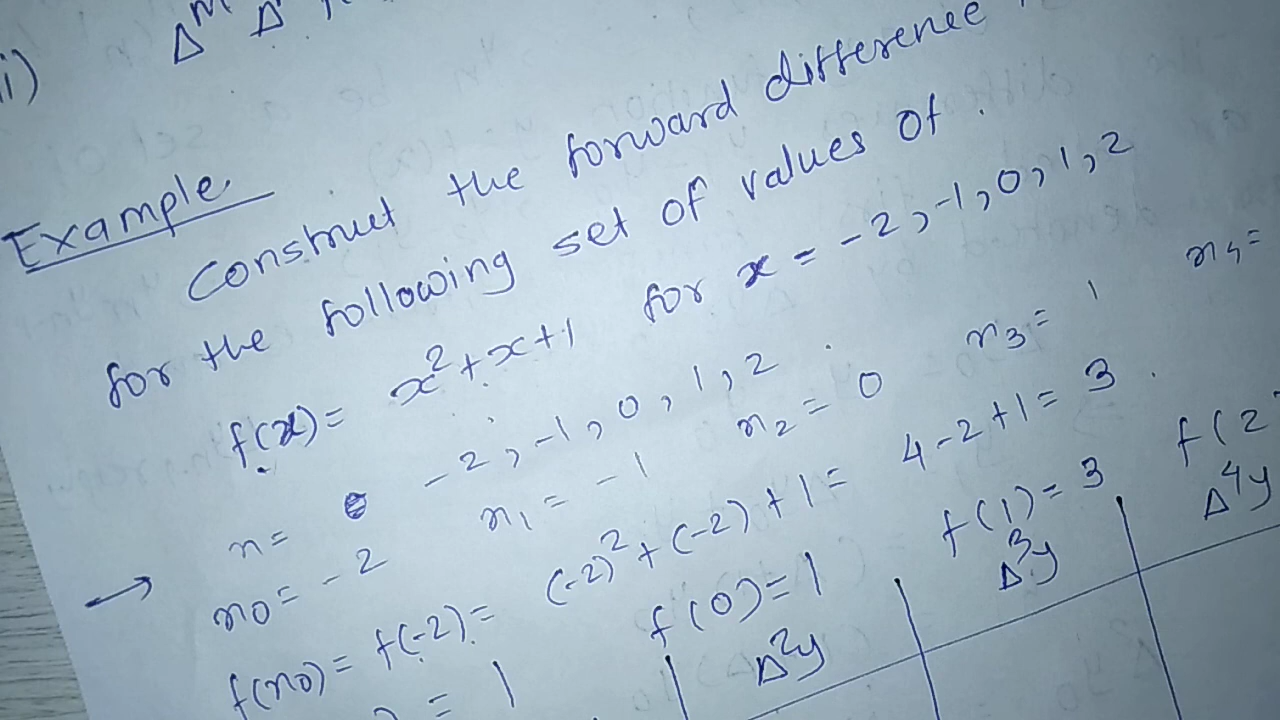 i)
Δ^m Δ
Example
Construct the forward difference
for the following set of values of.
f(x)= x²+x+1 for x = -2,-1,0,1,2
x= -2,-1,0,1,2.
x0= -2 x1= -1 x2= 0 x3= 1 x4=
f(x0)= f(-2)= (-2)²+(-2)+1= 4-2+1= 3.
) = 1 f(0)=1 f(1)= 3 f(2
Δ²y Δ³y Δ⁴y